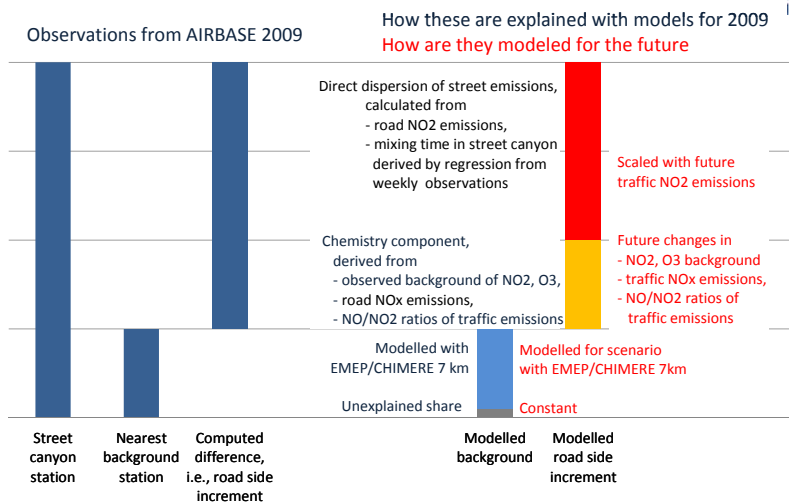 Observations from AIRBASE 2009
How these are explained with models for 2009
How are they modeled for the future
Direct dispersion of street emissions,
calculated from
- road NO2 emissions,
- mixing time in street canyon
derived by regression from
weekly observations
Scaled with future
traffic NO2 emissions
Chemistry component,
derived from
- observed background of NO2, O3,
- road NOx emissions,
- NO/NO2 ratios of traffic emissions
Future changes in
- NO2, O3 background
- traffic NOx emissions,
- NO/NO2 ratios of
traffic emissions
Modelled with
EMEP/CHIMERE 7 km
Modelled for scenario
with EMEP/CHIMERE 7km
Unexplained share
Constant
Street
canyon
station
Nearest
background
station
Computed
difference,
i.e., road side
increment
Modelled
background
Modelled
road side
increment